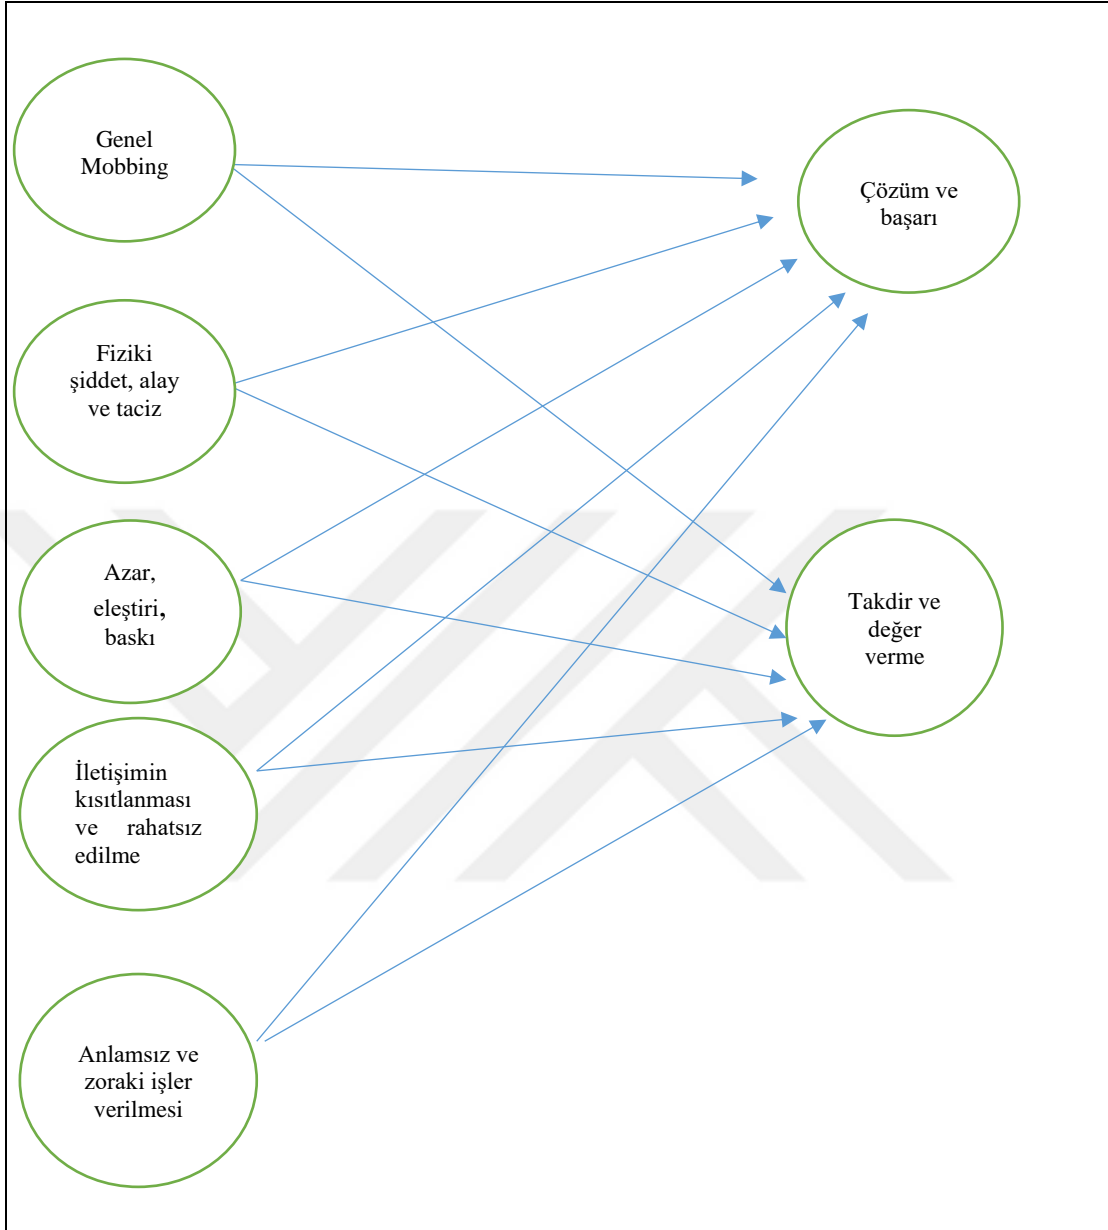 Genel
Mobbing
Çözüm ve
başarı
Fiziki
şiddet, alay
ve taciz
Azar,
eleştiri,
baskı
Takdir ve
değer
verme
İletişimin
kısıtlanması
ve rahatsız
edilme
Anlamsız ve
zoraki işler
verilmesi